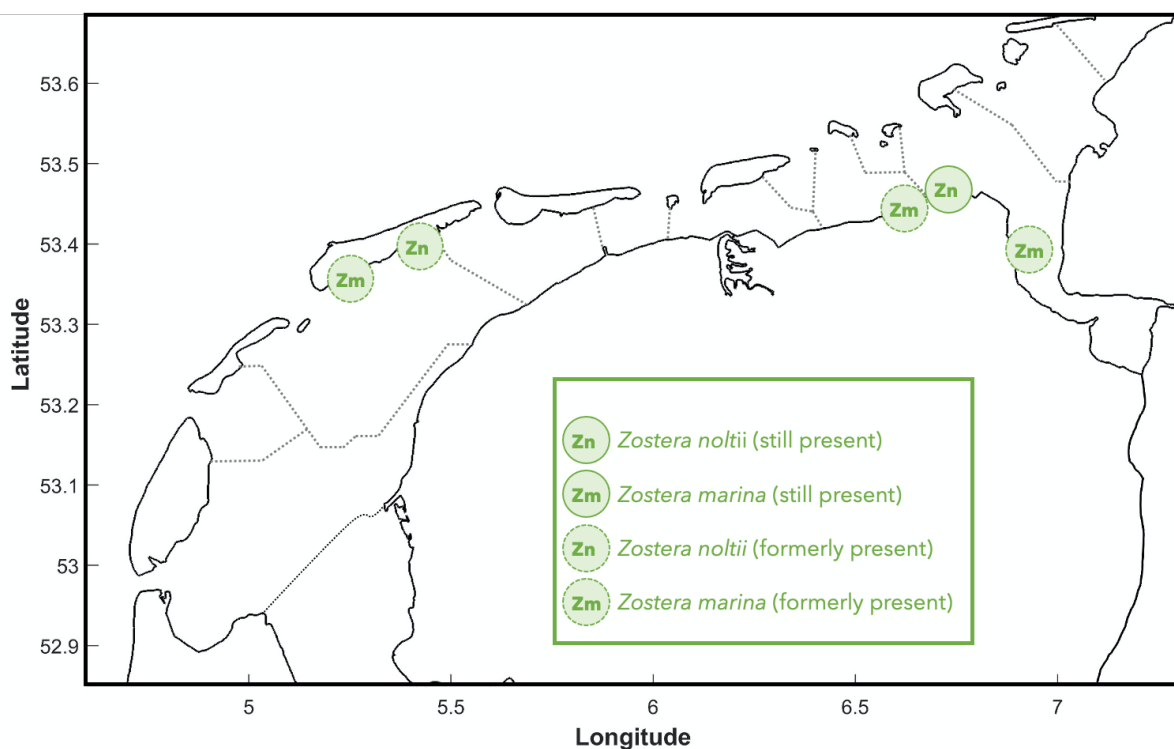 53.6
53.5
53.4
53.3
53.2
53.1
53
52.9
Latitude
Zn
Zm
Zn
Zm
Zm
Zn Zostera noltii (still present)
Zm Zostera marina (still present)
Zn Zostera noltii (formerly present)
Zm Zostera marina (formerly present)
5 5.5 6 6.5 7
Longitude